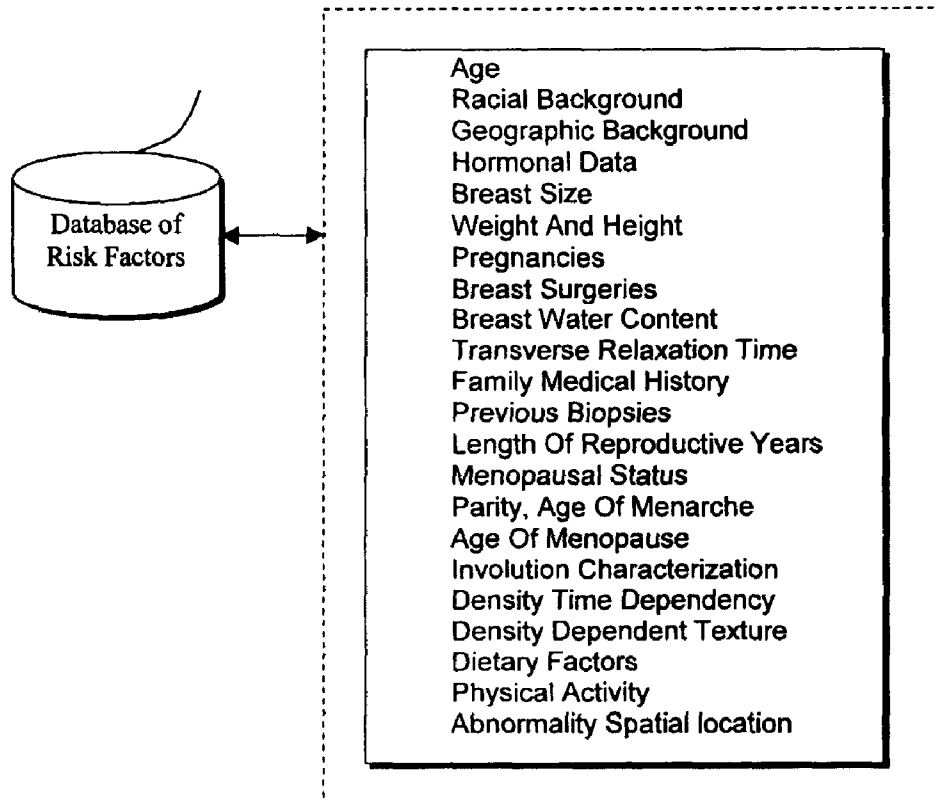 Database of
Risk Factors
Age
Racial Background
Geographic Background
Hormonal Data
Breast Size
Weight And Height
Pregnancies
Breast Surgeries
Breast Water Content
Transverse Relaxation Time
Family Medical History
Previous Biopsies
Length Of Reproductive Years
Menopausal Status
Parity, Age Of Menarche
Age Of Menopause
Involution Characterization
Density Time Dependency
Density Dependent Texture
Dietary Factors
Physical Activity
Abnormality Spatial location